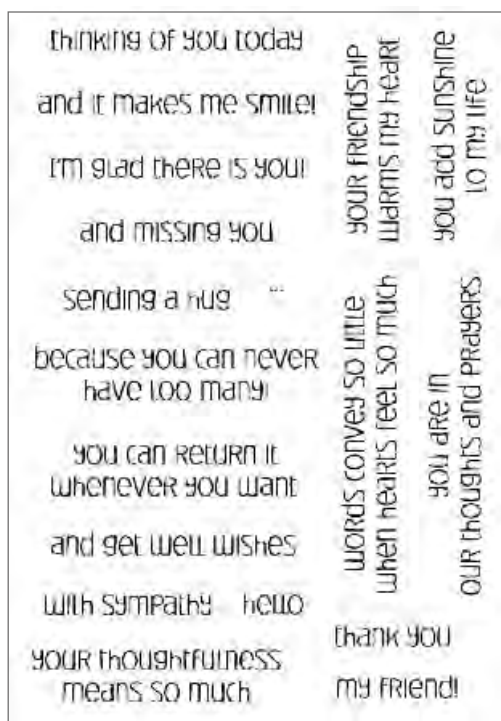 thinking of you today
and it makes me smile!
I'm glad there is you!
and missing you
sending a hug ...
because you can never
have too many!
you can return it
whenever you want
and get well wishes
with sympathy hello
your thoughtfulness
means so much
your friendship
warms my heart
you add sunshine
to my life
words convey so little
when hearts feel so much
you are in
our thoughts and prayers
thank you
my friend!